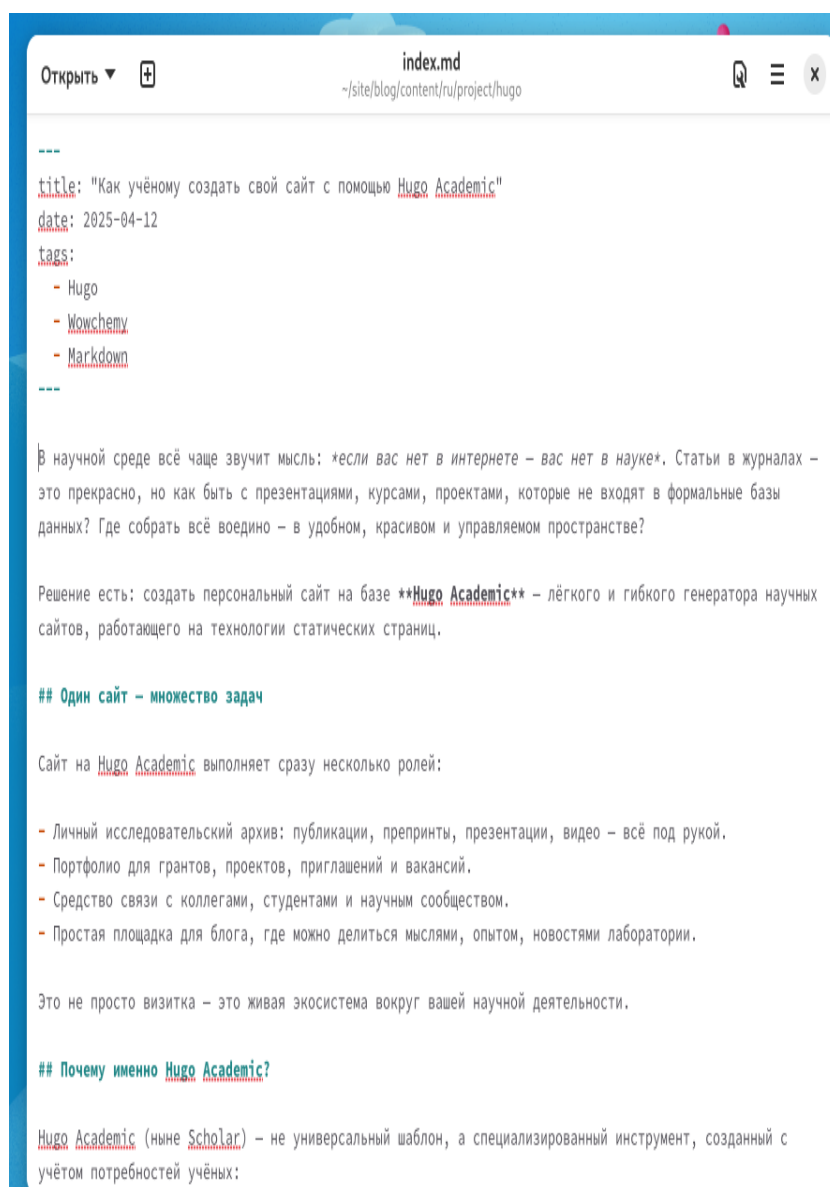 Открыть
index.md
~/site/blog/content/ru/project/hugo
---
title: "Как учёному создать свой сайт с помощью Hugo Academic"
date: 2025-04-12
tags:
- Hugo
- Wowchemy
- Markdown
---
В научной среде всё чаще звучит мысль: *если вас нет в интернете — вас нет в науке*. Статьи в журналах —
это прекрасно, но как быть с презентациями, курсами, проектами, которые не входят в формальные базы
данных? Где собрать всё воедино — в удобном, красивом и управляемом пространстве?
Решение есть: создать персональный сайт на базе **Hugo Academic** — лёгкого и гибкого генератора научных
сайтов, работающего на технологии статических страниц.
## Один сайт — множество задач
Сайт на Hugo Academic выполняет сразу несколько ролей:
- Личный исследовательский архив: публикации, препринты, презентации, видео — всё под рукой.
- Портфолио для грантов, проектов, приглашений и вакансий.
- Средство связи с коллегами, студентами и научным сообществом.
- Простая площадка для блога, где можно делиться мыслями, опытом, новостями лаборатории.
Это не просто визитка — это живая экосистема вокруг вашей научной деятельности.
## Почему именно Hugo Academic?
Hugo Academic (ныне Scholar) — не универсальный шаблон, а специализированный инструмент, созданный с
учётом потребностей учёных: